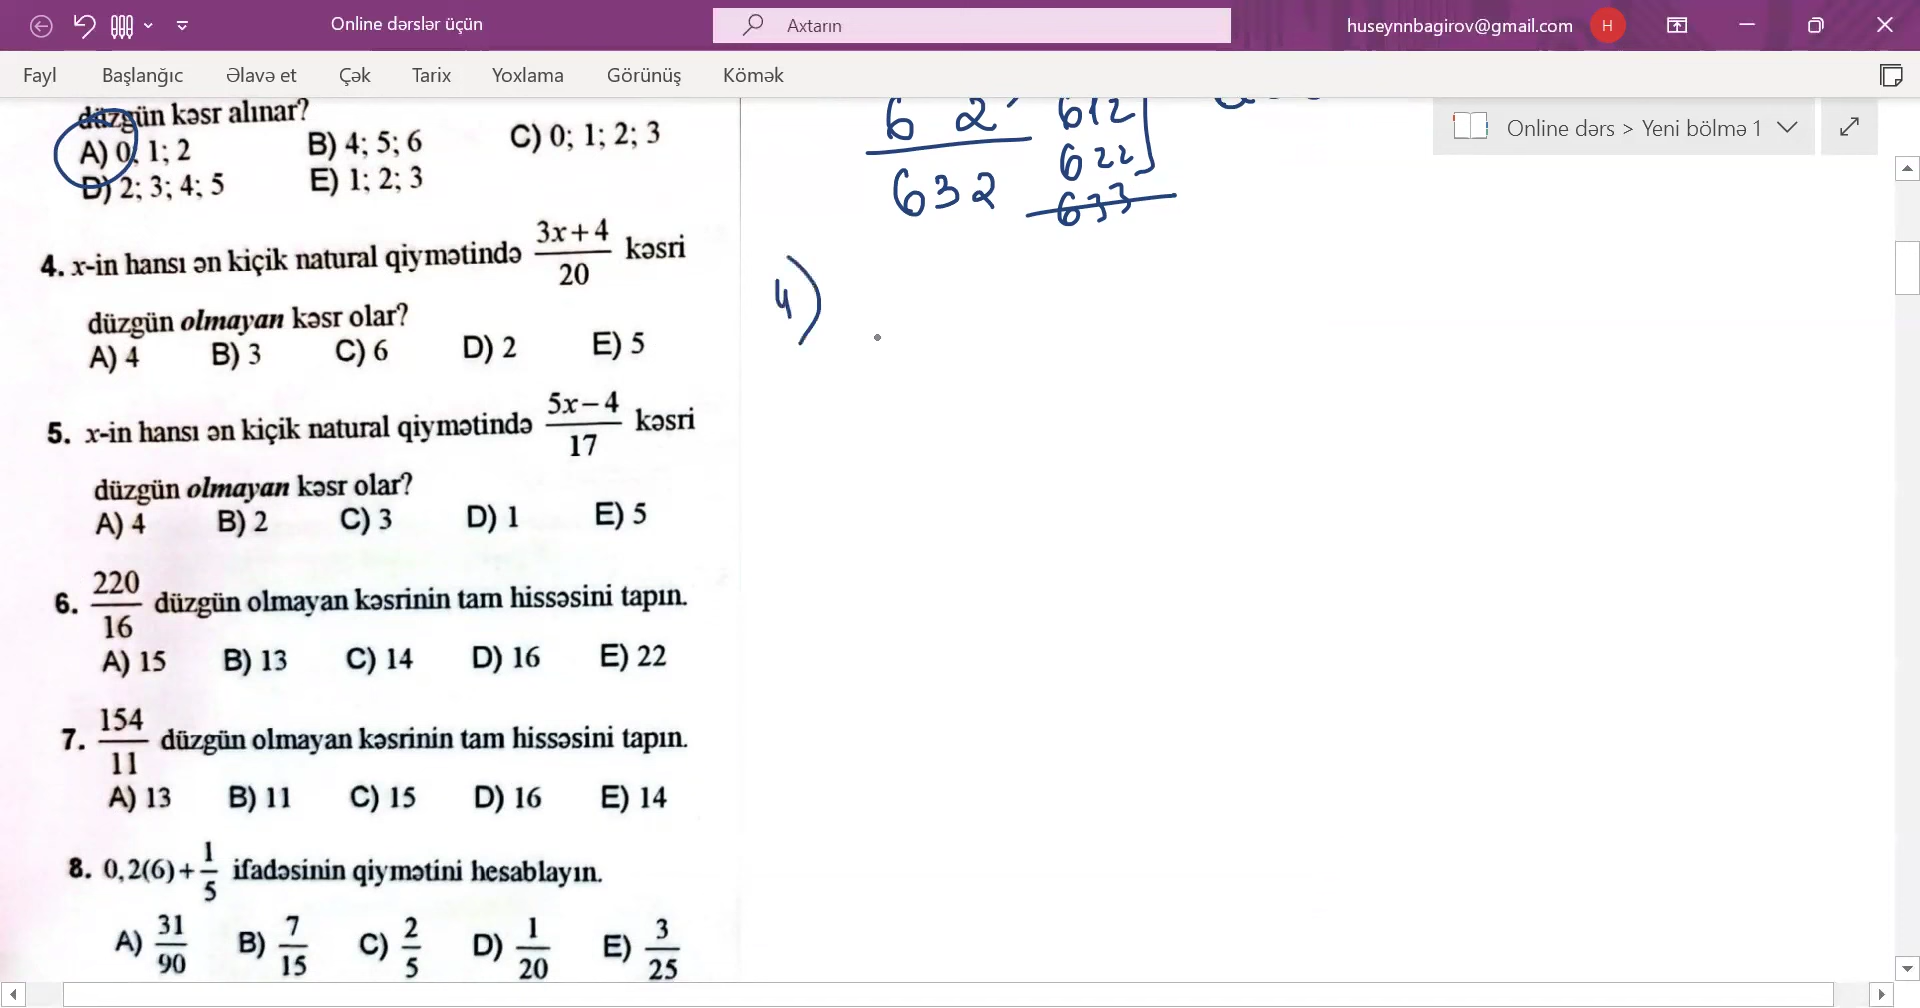 Online dərslər üçün
Axtarın
huseynnbagirov@gmail.com
H
Fayl
Başlanğıc
Əlavə et
Çək
Tarix
Yoxlama
Görünüş
Kömək
Online dərs > Yeni bölmə 1
düzgün kəsr alınar?
A) 0; 1; 2 B) 4; 5; 6 C) 0; 1; 2; 3
D) 2; 3; 4; 5 E) 1; 2; 3
4. x-in hansı ən kiçik natural qiymətində (3x+4)/20 kəsri
düzgün olmayan kəsr olar?
A) 4 B) 3 C) 6 D) 2 E) 5
5. x-in hansı ən kiçik natural qiymətində (5x−4)/17 kəsri
düzgün olmayan kəsr olar?
A) 4 B) 2 C) 3 D) 1 E) 5
6. 220/16 düzgün olmayan kəsrinin tam hissəsini tapın.
A) 15 B) 13 C) 14 D) 16 E) 22
7. 154/11 düzgün olmayan kəsrinin tam hissəsini tapın.
A) 13 B) 11 C) 15 D) 16 E) 14
8. 0,2(6)+1/5 ifadəsinin qiymətini hesablayın.
A) 31/90 B) 7/15 C) 2/5 D) 1/20 E) 3/25
6 2 612
622
632 633
4)